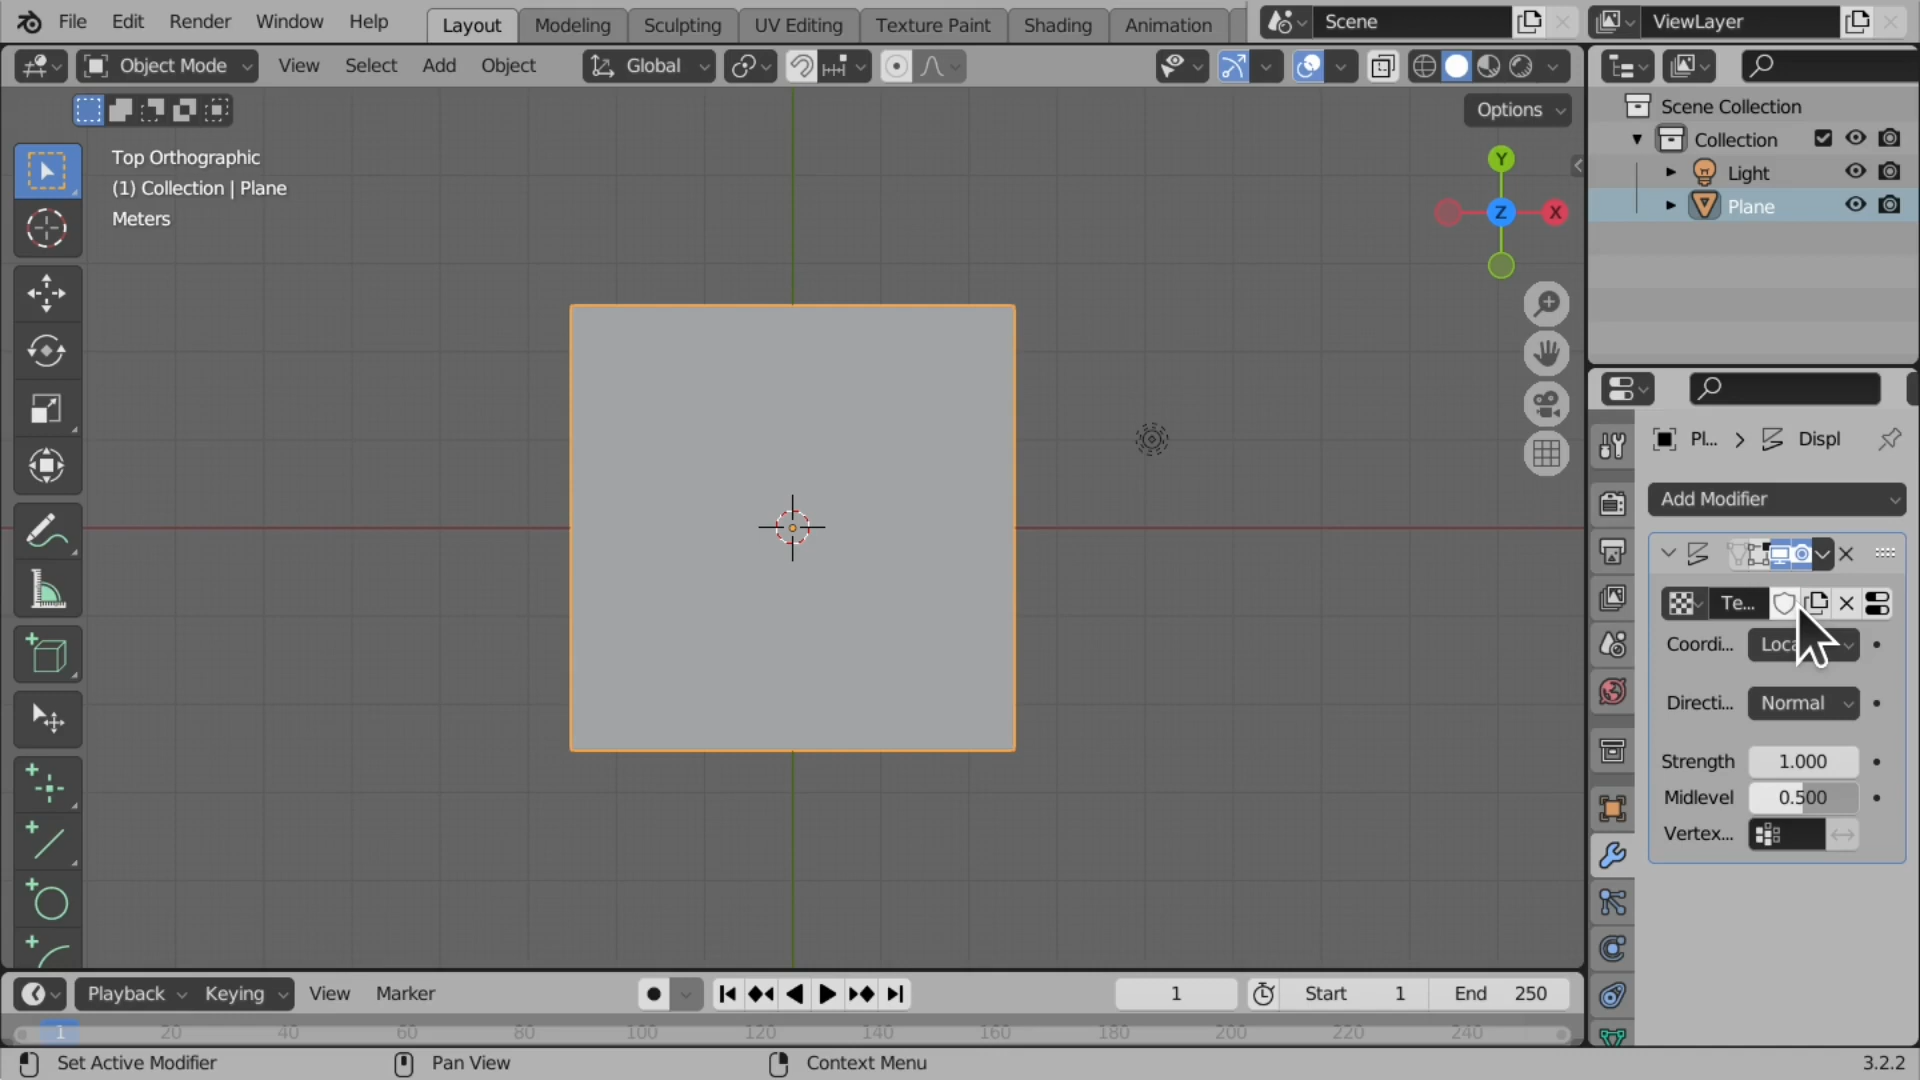 File Edit Render Window Help Layout Modeling Sculpting UV Editing Texture Paint Shading Animation Scene ViewLayer
Object Mode View Select Add Object Global
Options
Top Orthographic
(1) Collection | Plane
Meters
Y
Z
X
Scene Collection
Collection
Light
Plane
Pl... Displ
Add Modifier
Te...
Coordi... Loca
Directi... Normal
Strength 1.000
Midlevel 0.500
Vertex...
Playback Keying View Marker 1 Start 1 End 250
1 20 40 60 80 100 120 140 160 180 200 220 240
Set Active Modifier Pan View Context Menu 3.2.2